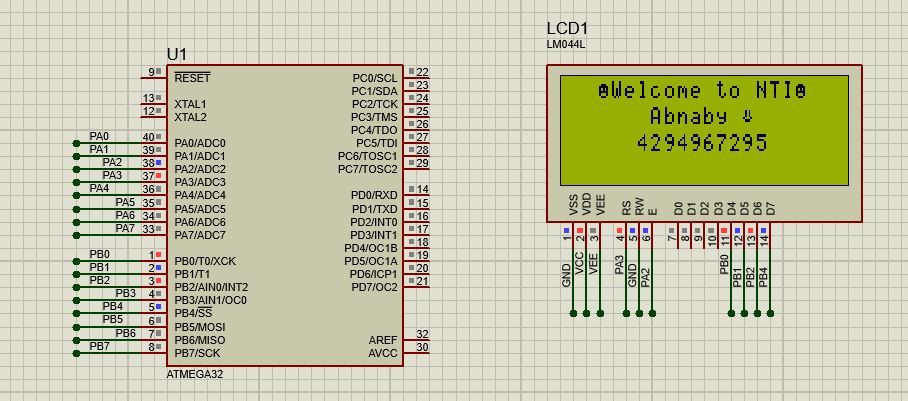 U1
9 RESET PC0/SCL 22
PC1/SDA 23
13 XTAL1 PC2/TCK 24
12 XTAL2 PC3/TMS 25
PC4/TDO 26
PA0 40 PA0/ADC0 PC5/TDI 27
PA1 39 PA1/ADC1 PC6/TOSC1 28
PA2 38 PA2/ADC2 PC7/TOSC2 29
PA3 37 PA3/ADC3
PA4 36 PA4/ADC4 PD0/RXD 14
PA5 35 PA5/ADC5 PD1/TXD 15
PA6 34 PA6/ADC6 PD2/INT0 16
PA7 33 PA7/ADC7 PD3/INT1 17
PD4/OC1B 18
PB0 1 PB0/T0/XCK PD5/OC1A 19
PB1 2 PB1/T1 PD6/ICP1 20
PB2 3 PB2/AIN0/INT2 PD7/OC2 21
PB3 4 PB3/AIN1/OC0
PB4 5 PB4/SS
PB5 6 PB5/MOSI
PB6 7 PB6/MISO AREF 32
PB7 8 PB7/SCK AVCC 30
ATMEGA32
LCD1
LM044L
Welcome to NTI
Abnaby
4294967295
VSS VDD VEE RS RW E D0 D1 D2 D3 D4 D5 D6 D7
1 2 3 4 5 6 7 8 9 10 11 12 13 14
GND VCC VEE PA3 GND PA2 PB0 PB1 PB2 PB4